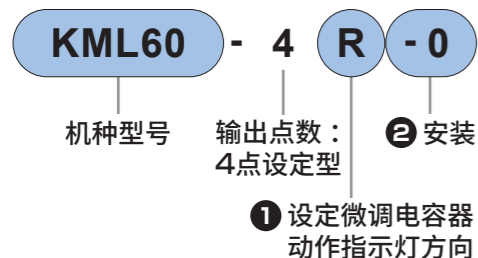 KML60 - 4 R - 0
机种型号
输出点数：
4点设定型
❷ 安装
❶ 设定微调电容器
动作指示灯方向